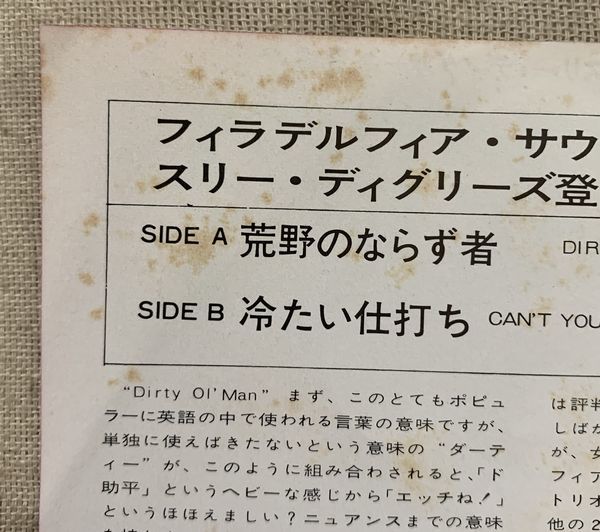 フィラデルフィア・サウ
スリー・ディグリーズ登
SIDE A 荒野のならず者 DIR
SIDE B 冷たい仕打ち CAN'T YOU
“Dirty Ol'Man” まず、このとてもポピュ
ラーに英語の中で使われる言葉の意味ですが、
単独に使えばきたないという意味の “ダーテ
ィー” が、このように組み合わされると、「ド
助平」というヘビーな感じから「エッチね！」
というほほえましい？ニュアンスまでの意味
は評判
しばか
が、女
フィア
トリオ
他の2